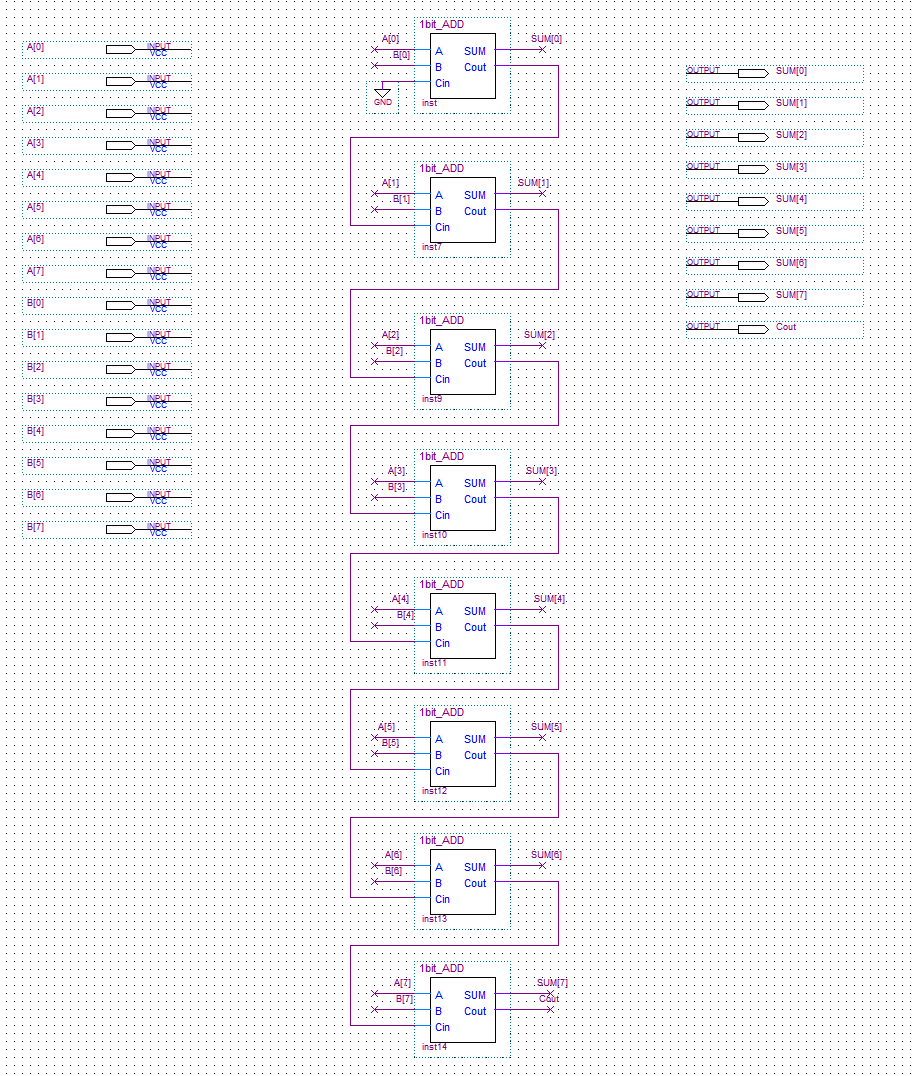 A[0] INPUT VCC
A[1] INPUT VCC
A[2] INPUT VCC
A[3] INPUT VCC
A[4] INPUT VCC
A[5] INPUT VCC
A[6] INPUT VCC
A[7] INPUT VCC
B[0] INPUT VCC
B[1] INPUT VCC
B[2] INPUT VCC
B[3] INPUT VCC
B[4] INPUT VCC
B[5] INPUT VCC
B[6] INPUT VCC
B[7] INPUT VCC
1bit_ADD
A[0] SUM[0]
A SUM
B[0]
B Cout
Cin
GND
inst
1bit_ADD
A[1] SUM[1]
A SUM
B[1]
B Cout
Cin
inst7
1bit_ADD
A[2] SUM[2]
A SUM
B[2]
B Cout
Cin
inst9
1bit_ADD
A[3] SUM[3]
A SUM
B[3]
B Cout
Cin
inst10
1bit_ADD
A[4] SUM[4]
A SUM
B[4]
B Cout
Cin
inst11
1bit_ADD
A[5] SUM[5]
A SUM
B[5]
B Cout
Cin
inst12
1bit_ADD
A[6] SUM[6]
A SUM
B[6]
B Cout
Cin
inst13
1bit_ADD
A[7] SUM[7]
A SUM
B[7] Cout
B Cout
Cin
inst14
OUTPUT SUM[0]
OUTPUT SUM[1]
OUTPUT SUM[2]
OUTPUT SUM[3]
OUTPUT SUM[4]
OUTPUT SUM[5]
OUTPUT SUM[6]
OUTPUT SUM[7]
OUTPUT Cout